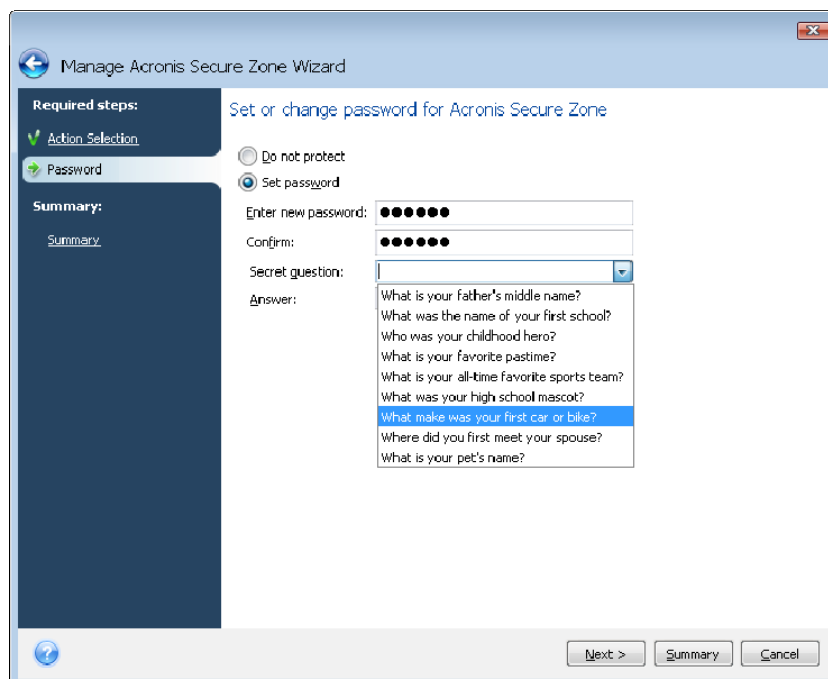 Manage Acronis Secure Zone Wizard
Required steps:
Action Selection
Password
Summary:
Summary
Set or change password for Acronis Secure Zone
Do not protect
Set password
Enter new password: ●●●●●●
Confirm: ●●●●●●
Secret question:
Answer:
What is your father's middle name?
What was the name of your first school?
Who was your childhood hero?
What is your favorite pastime?
What is your all-time favorite sports team?
What was your high school mascot?
What make was your first car or bike?
Where did you first meet your spouse?
What is your pet's name?
Next >
Summary
Cancel